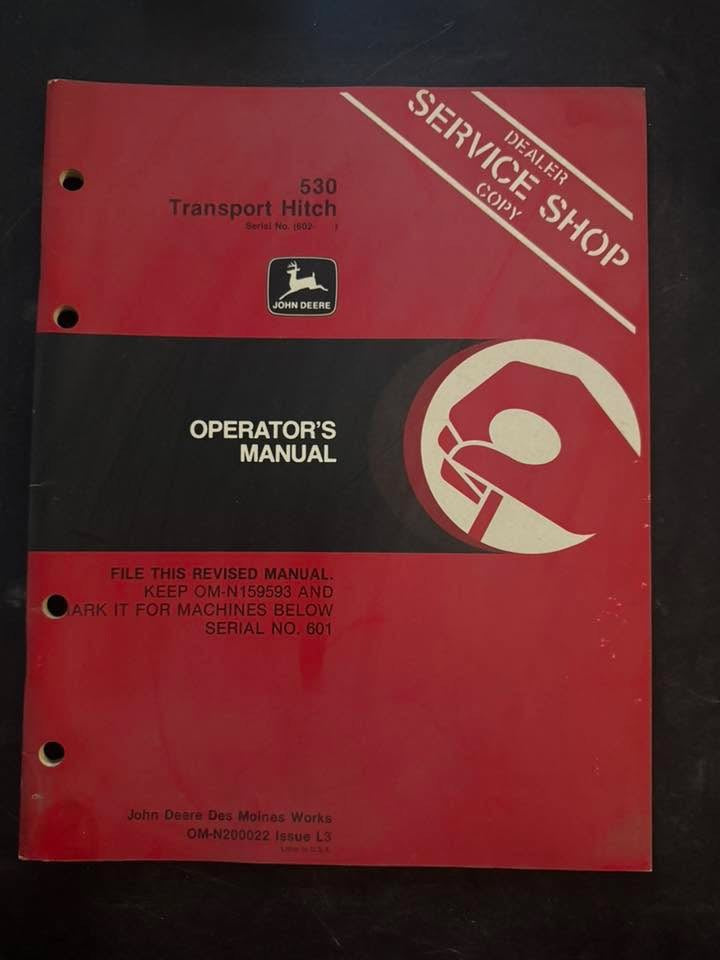 DEALER
SERVICE SHOP
COPY
530
Transport Hitch
Serial No. (602-      )
JOHN DEERE
OPERATOR'S
MANUAL
FILE THIS REVISED MANUAL.
KEEP OM-N159593 AND
ARK IT FOR MACHINES BELOW
SERIAL NO. 601
John Deere Des Moines Works
OM-N200022 Issue L3
Litho in U.S.A.